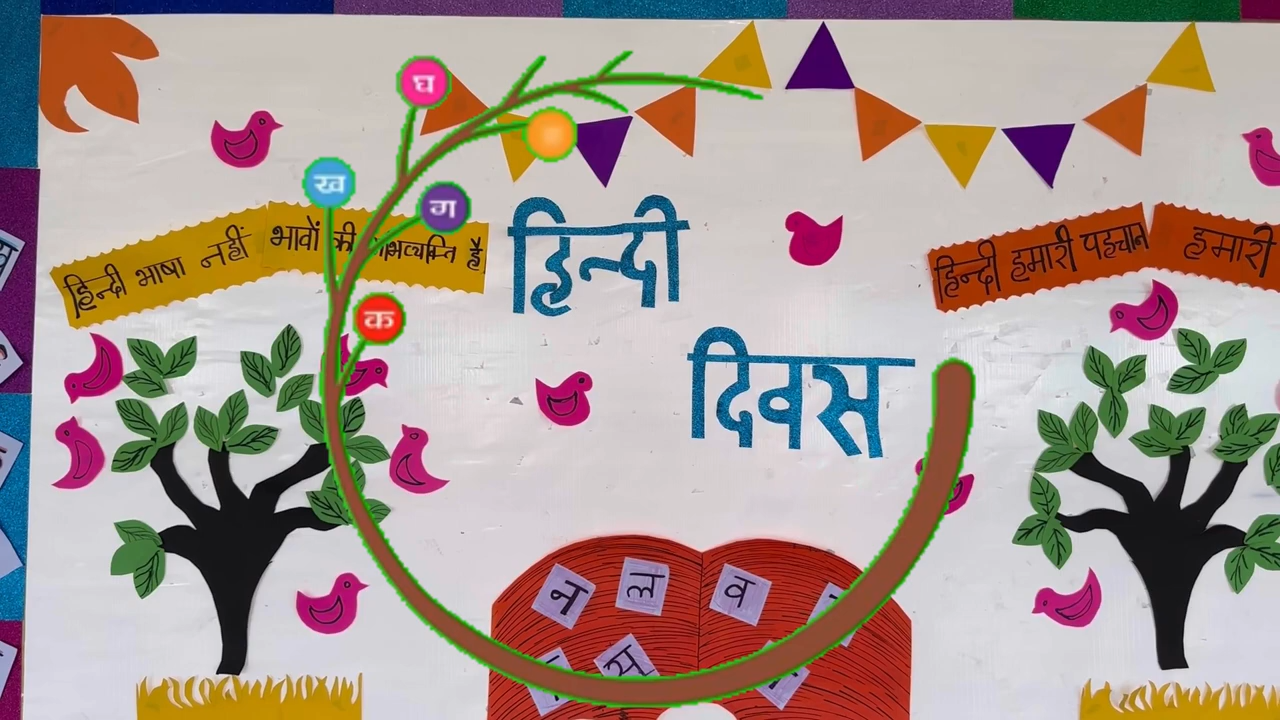 घ
ख
ग
क
हिन्दी भाषा नहीं भावों की अभिव्यक्ति है
हिन्दी हमारी पहचान हमारी
हिन्दी
दिवस
न ल व